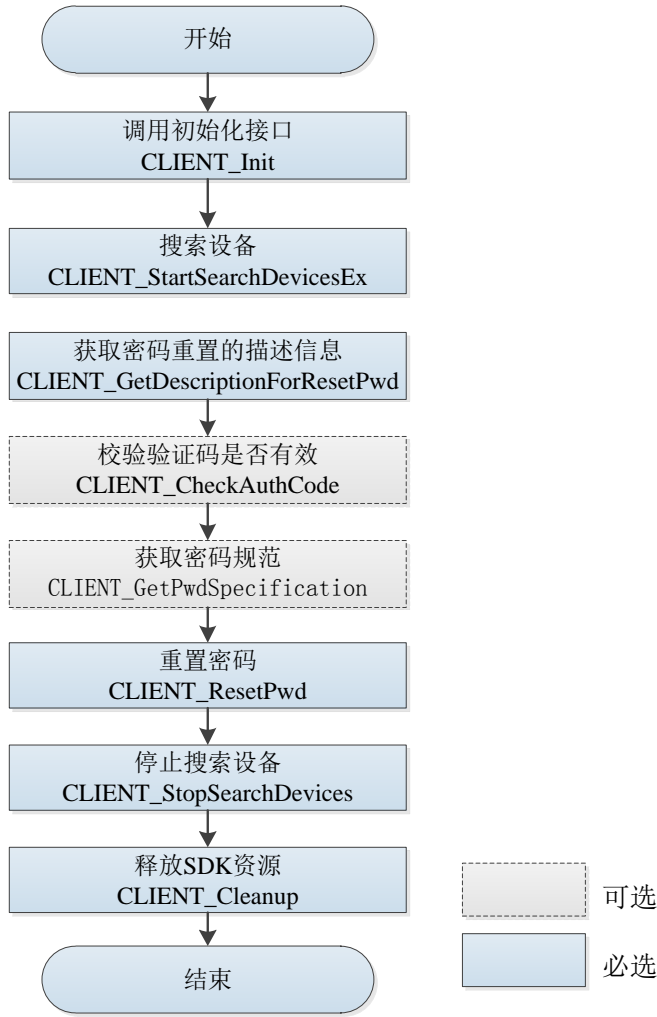 开始
调用初始化接口
CLIENT_Init
搜索设备
CLIENT_StartSearchDevicesEx
获取密码重置的描述信息
CLIENT_GetDescriptionForResetPwd
校验验证码是否有效
CLIENT_CheckAuthCode
获取密码规范
CLIENT_GetPwdSpecification
重置密码
CLIENT_ResetPwd
停止搜索设备
CLIENT_StopSearchDevices
释放SDK资源
CLIENT_Cleanup
结束
可选
必选